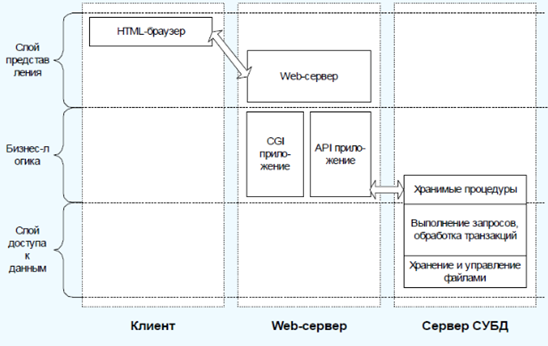 HTML-браузер
Слой
представ
ления
Web-сервер
Бизнес-л
огика
CGI
прило-
жение
API прило-
жение
Хранимые процедуры
Слой
доступа
к
данным
Выполнение запросов,
обработка транзакций
Хранение и управление
файлами
Клиент
Web-сервер
Сервер СУБД